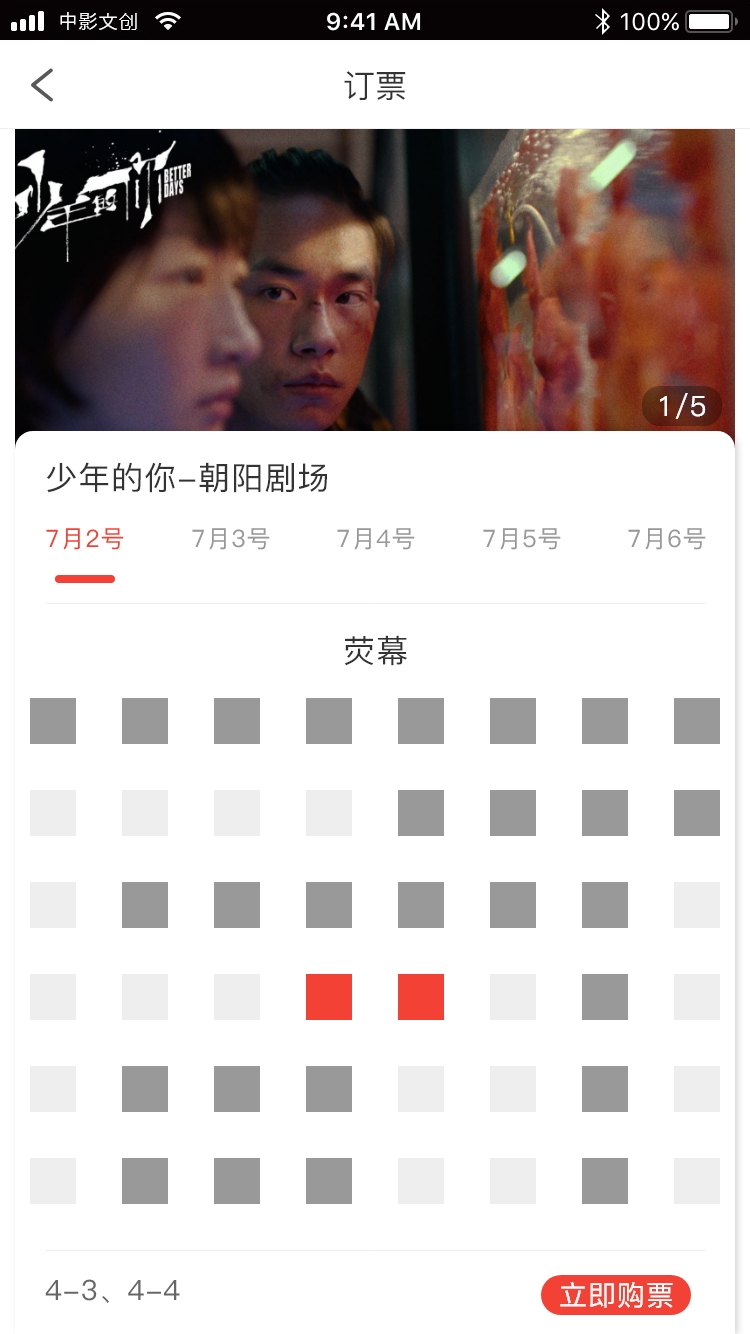 中影文创 9:41 AM 100%
订票
少年的你 BETTER
DAYS
1/5
少年的你-朝阳剧场
7月2号 7月3号 7月4号 7月5号 7月6号
荧幕
4-3、4-4 立即购票